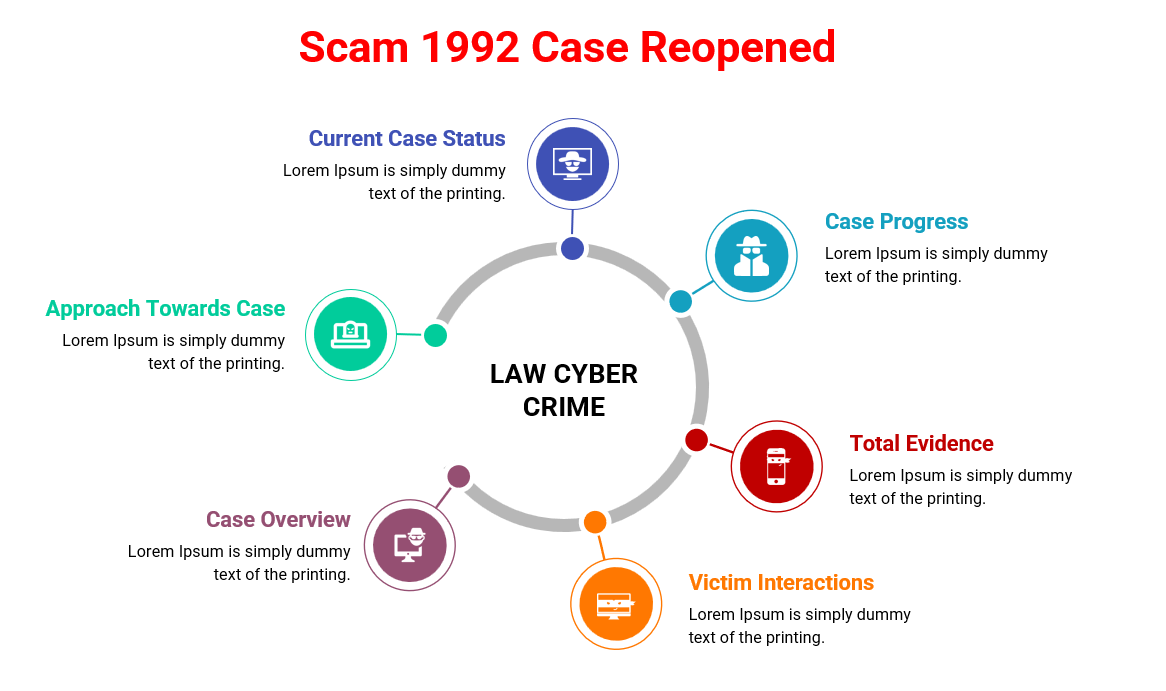 Scam 1992 Case Reopened
Current Case Status
Lorem Ipsum is simply dummy
text of the printing.
Case Progress
Lorem Ipsum is simply dummy
text of the printing.
Approach Towards Case
Lorem Ipsum is simply dummy
text of the printing.
LAW CYBER
CRIME
Total Evidence
Lorem Ipsum is simply dummy
text of the printing.
Case Overview
Lorem Ipsum is simply dummy
text of the printing.
Victim Interactions
Lorem Ipsum is simply dummy
text of the printing.